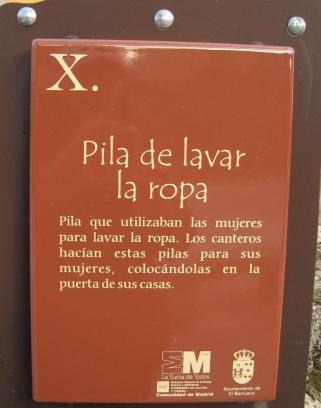 X.
Pila de lavar
la ropa
Pila que utilizaban las mujeres
para lavar la ropa. Los canteros
hacían estas pilas para sus
mujeres, colocándolas en la
puerta de sus casas.
MM
La Suma de Todos
Comunidad de Madrid
Ayuntamiento de
El Berrueco